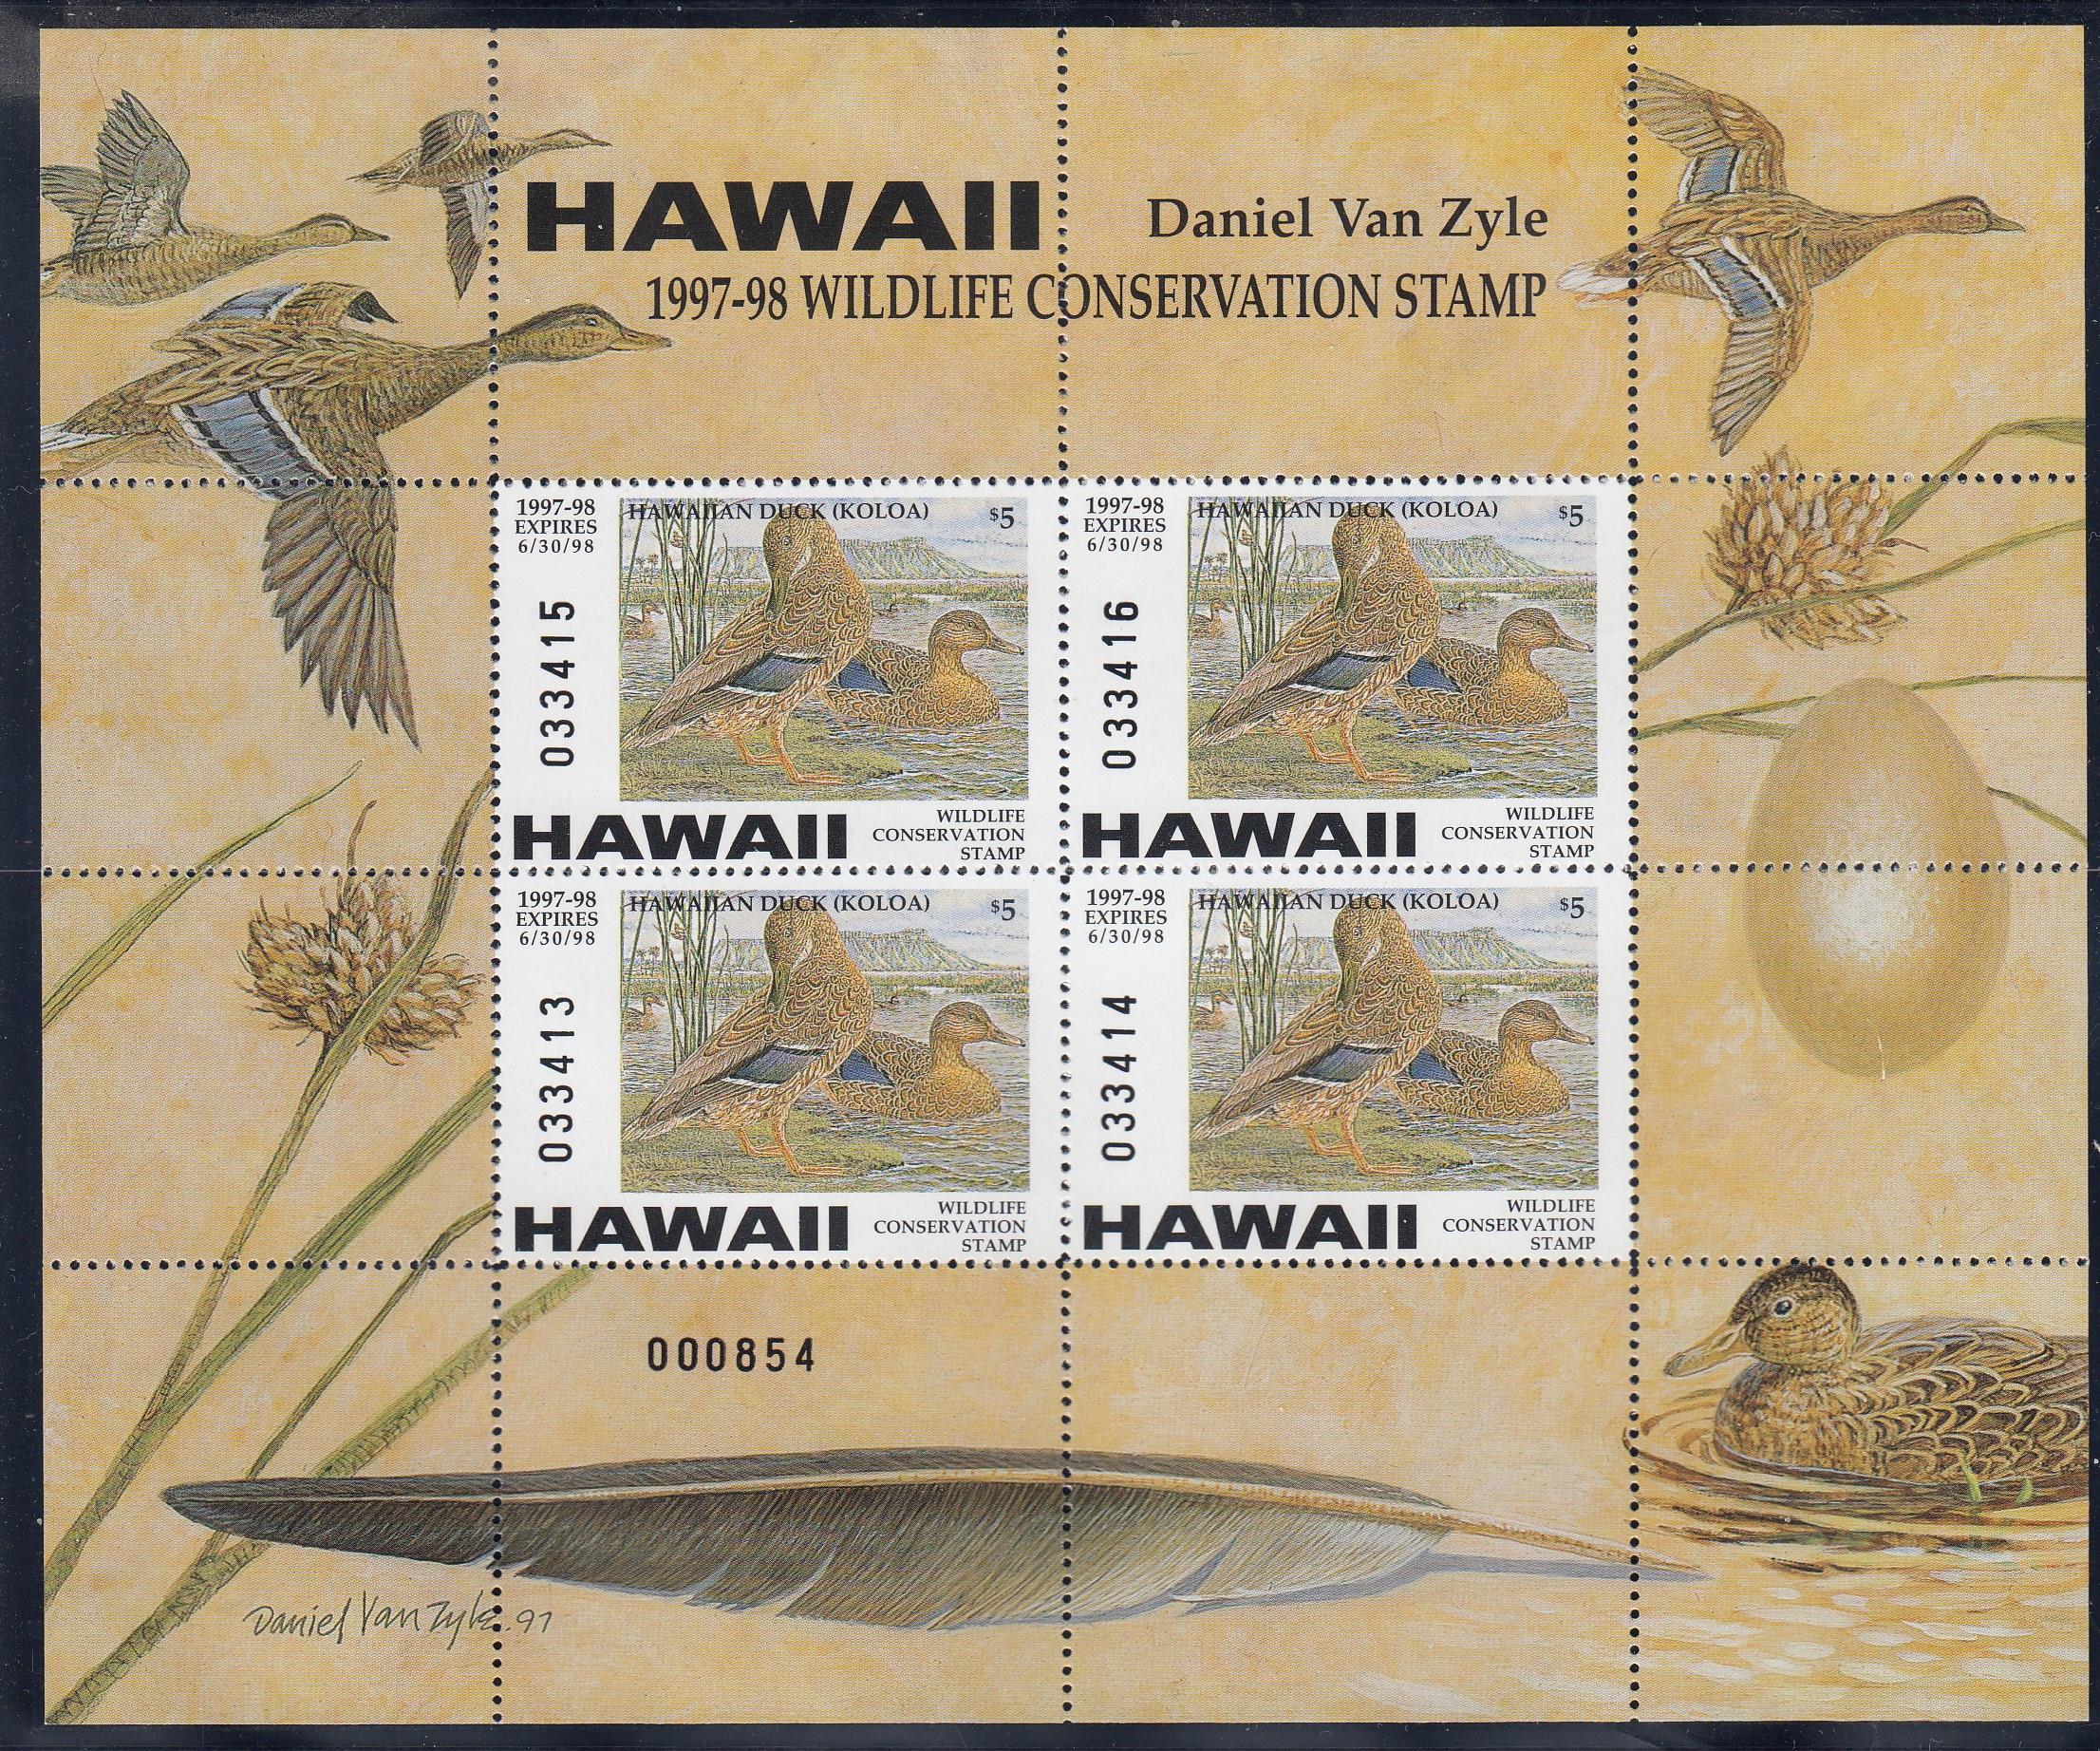 HAWAII
Daniel Van Zyle
1997-98 WILDLIFE CONSERVATION STAMP
1997-98
EXPIRES
6/30/98
HAWAIIAN DUCK (KOLOA)
$5
033415
HAWAII
WILDLIFE
CONSERVATION
STAMP
1997-98
EXPIRES
6/30/98
HAWAIIAN DUCK (KOLOA)
$5
033416
HAWAII
WILDLIFE
CONSERVATION
STAMP
1997-98
EXPIRES
6/30/98
HAWAIIAN DUCK (KOLOA)
$5
033413
HAWAII
WILDLIFE
CONSERVATION
STAMP
1997-98
EXPIRES
6/30/98
HAWAIIAN DUCK (KOLOA)
$5
033414
HAWAII
WILDLIFE
CONSERVATION
STAMP
000854
Daniel Van Zyle. 97